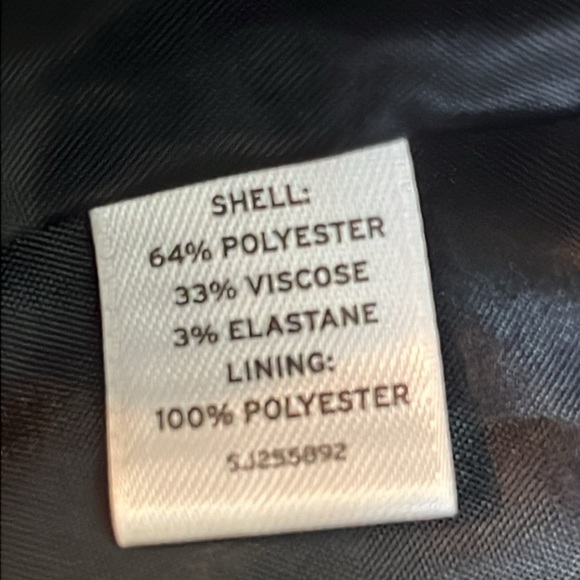 SHELL:
64% POLYESTER
33% VISCOSE
3% ELASTANE
LINING:
100% POLYESTER
SJ255892